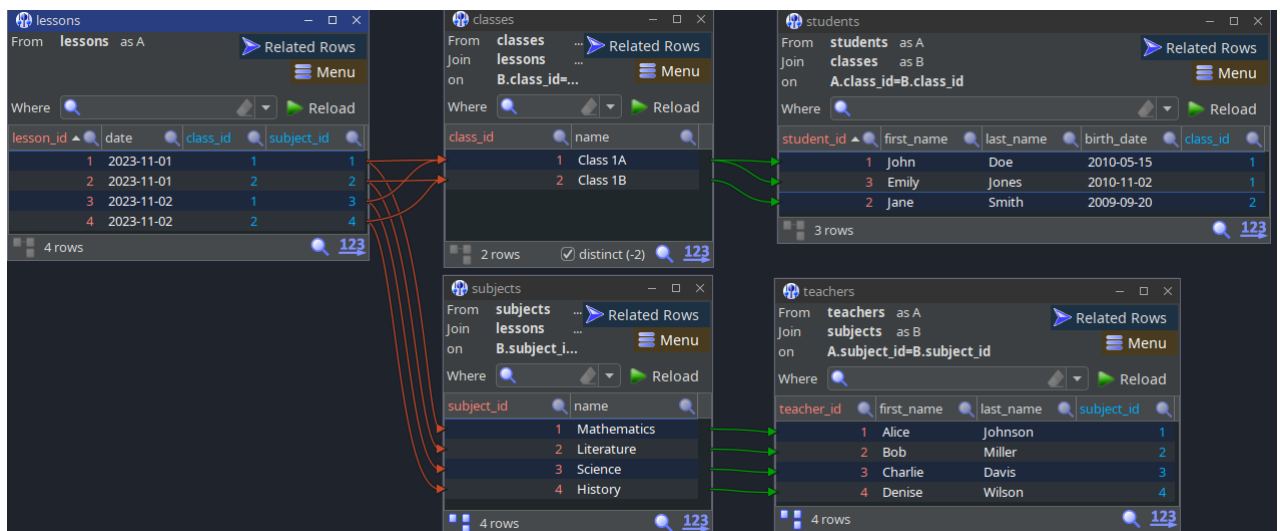 lessons
From lessons as A
Related Rows
Menu
Where Reload
lesson_id date class_id subject_id
1 2023-11-01 1 1
2 2023-11-01 2 2
3 2023-11-02 1 3
4 2023-11-02 2 4
4 rows 123
classes
From classes ... Related Rows
Join lessons ...
Menu
on B.class_id=...
Where Reload
class_id name
1 Class 1A
2 Class 1B
2 rows distinct (-2) 123
students
From students as A
Related Rows
Join classes as B
Menu
on A.class_id=B.class_id
Where Reload
student_id first_name last_name birth_date class_id
1 John Doe 2010-05-15 1
3 Emily Jones 2010-11-02 1
2 Jane Smith 2009-09-20 2
3 rows 123
subjects
From subjects ... Related Rows
Join lessons ...
Menu
on B.subject_i...
Where Reload
subject_id name
1 Mathematics
2 Literature
3 Science
4 History
4 rows 123
teachers
From teachers as A
Related Rows
Join subjects as B
Menu
on A.subject_id=B.subject_id
Where Reload
teacher_id first_name last_name subject_id
1 Alice Johnson 1
2 Bob Miller 2
3 Charlie Davis 3
4 Denise Wilson 4
4 rows 123